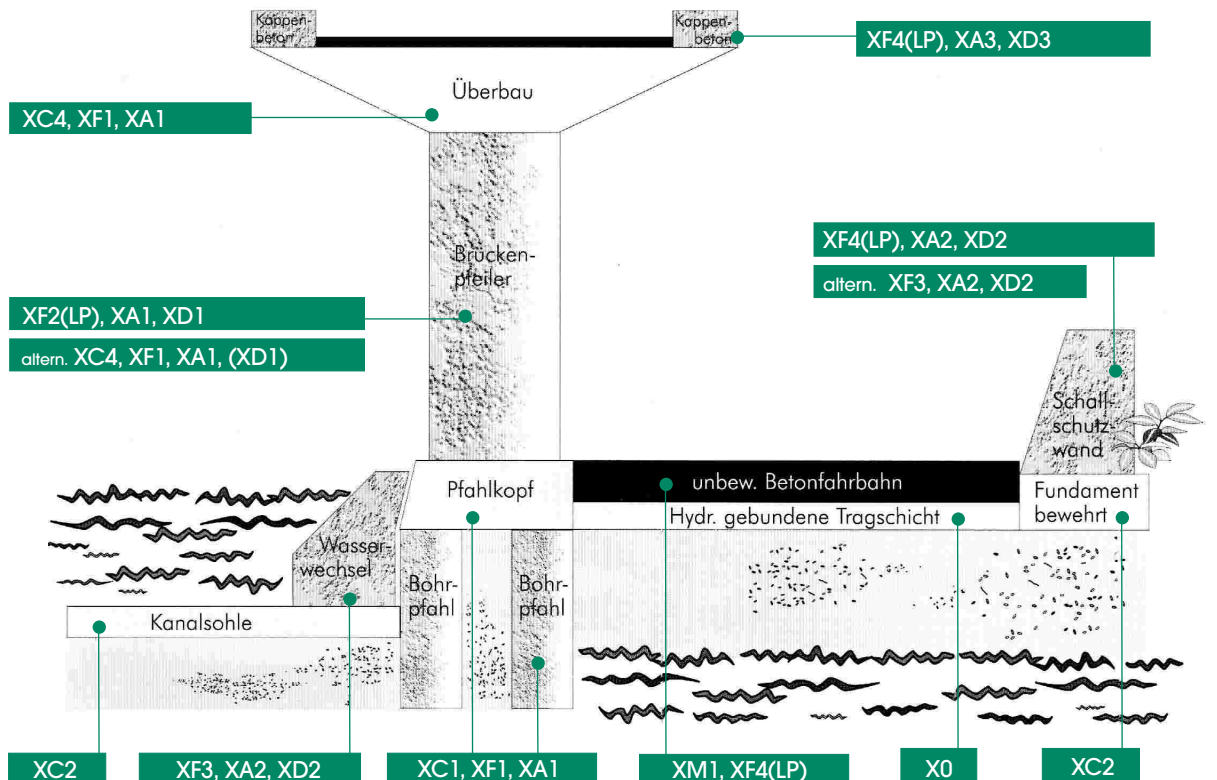 Kappen-
beton
Kappen-
beton
XF4(LP), XA3, XD3
Überbau
XC4, XF1, XA1
Brücken-
pfeiler
XF4(LP), XA2, XD2
altern. XF3, XA2, XD2
XF2(LP), XA1, XD1
altern. XC4, XF1, XA1, (XD1)
Schall-
schutz-
wand
Pfahlkopf
unbew. Betonfahrbahn
Fundament
bewehrt
Hydr. gebundene Tragschicht
Wasser-
wechsel
Bohr-
pfahl
Bohr-
pfahl
Kanalsohle
XC2
XF3, XA2, XD2
XC1, XF1, XA1
XM1, XF4(LP)
X0
XC2